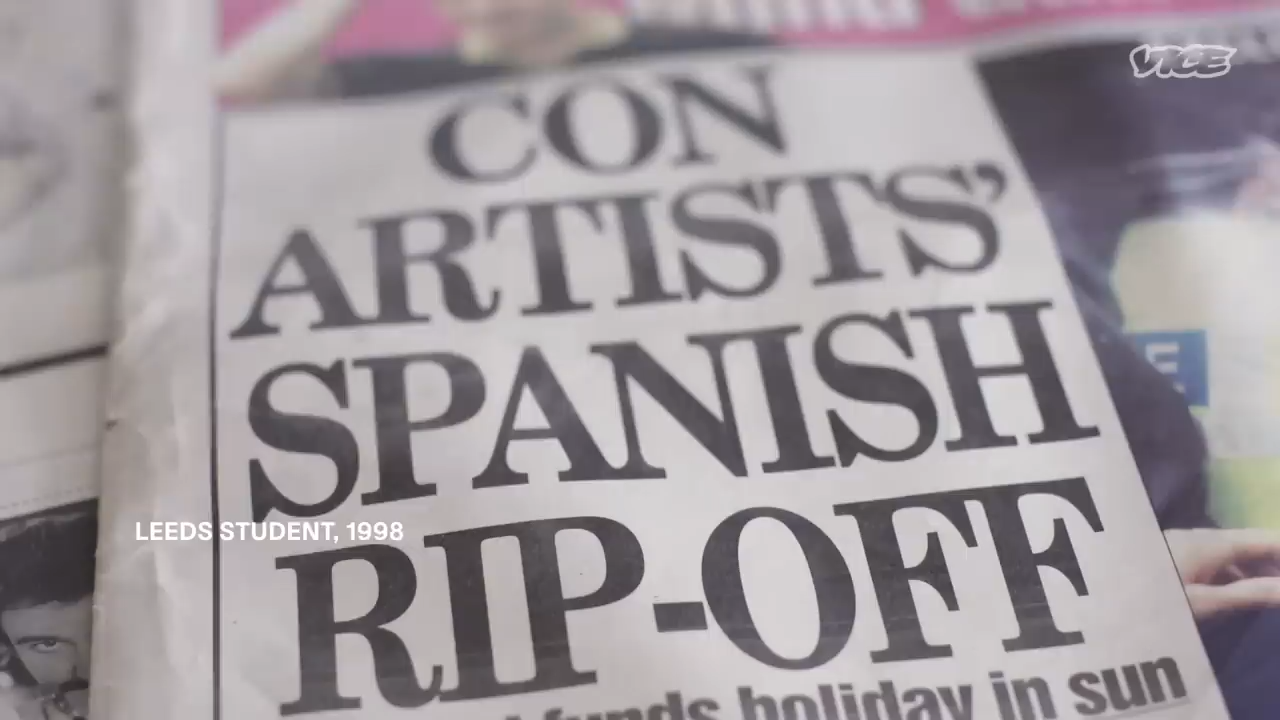 VICE
CON
ARTISTS’
SPANISH
RIP-OFF
LEEDS STUDENT, 1998
funds holiday in sun